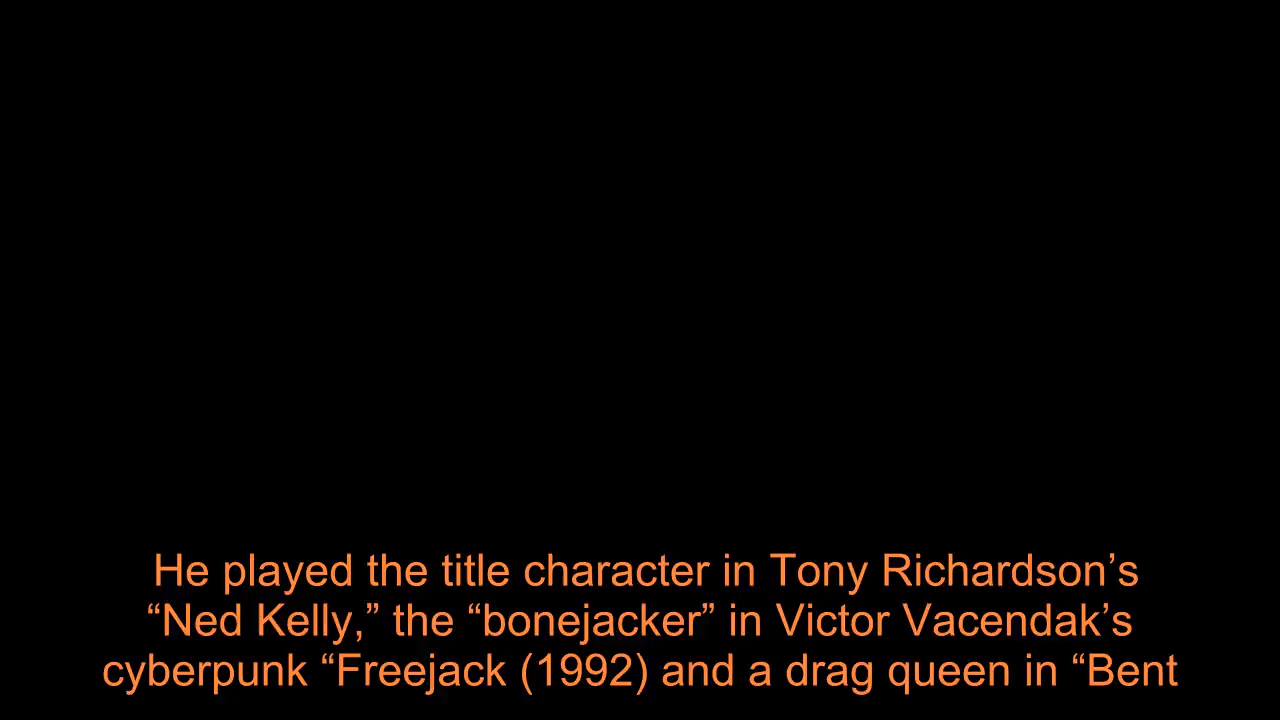 He played the title character in Tony Richardson’s
“Ned Kelly,” the “bonejacker” in Victor Vacendak’s
cyberpunk “Freejack (1992) and a drag queen in “Bent